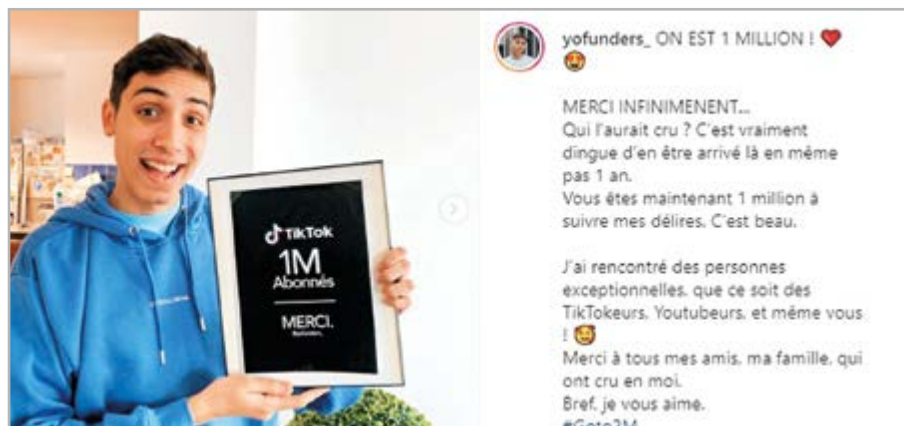 TikTok
1M
Abonnés
MERCI.
yofunders_ ON EST 1 MILLION ! ❤️
🤩
MERCI INFINIMENENT...
Qui l'aurait cru ? C'est vraiment
dingue d'en être arrivé là en même
pas 1 an.
Vous êtes maintenant 1 million à
suivre mes délires. C'est beau.
J'ai rencontré des personnes
exceptionnelles, que ce soit des
TikTokeurs, Youtubeurs, et même vous
! 🥰
Merci à tous mes amis, ma famille, qui
ont cru en moi.
Bref, je vous aime.